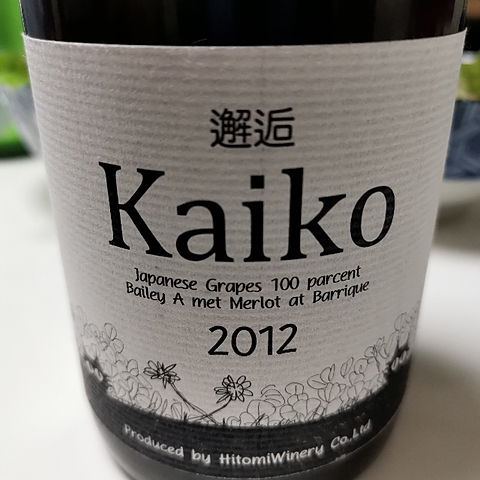 邂逅
Kaiko
Japanese Grapes 100 parcent
Bailey A met Merlot at Barrique
2012
Produced by HitomiWinery Co.Ltd